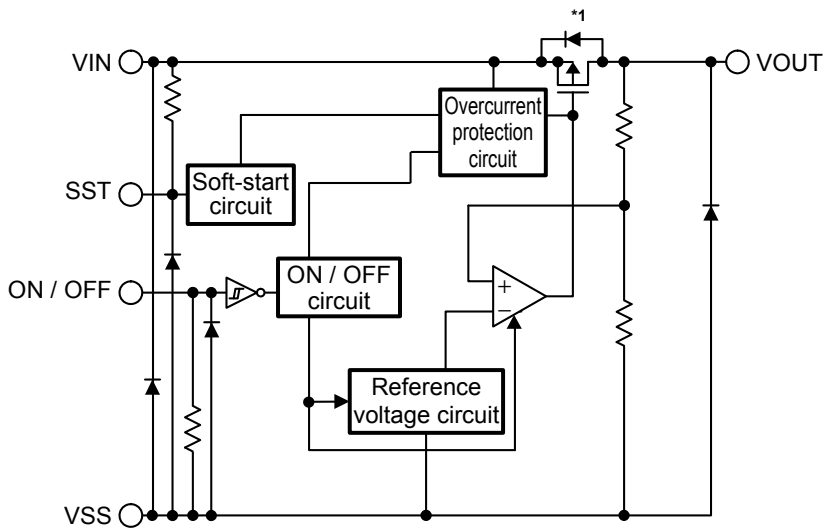 *1
VIN
VOUT
Overcurrent
protection
circuit
SST
Soft-start
circuit
ON / OFF
ON / OFF
circuit
+
−
Reference
voltage circuit
VSS